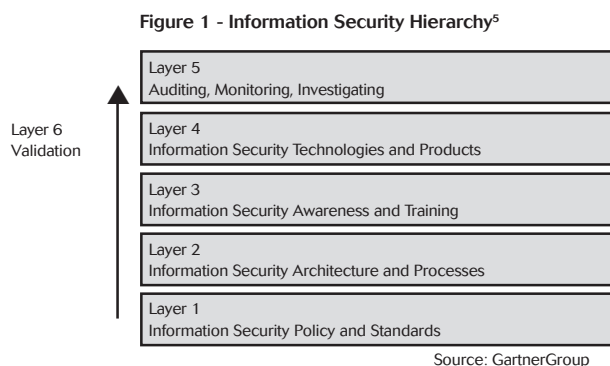 Figure 1 - Information Security Hierarchy⁵
Layer 5
Auditing, Monitoring, Investigating
Layer 6
Validation
Layer 4
Information Security Technologies and Products
Layer 3
Information Security Awareness and Training
Layer 2
Information Security Architecture and Processes
Layer 1
Information Security Policy and Standards
Source: GartnerGroup